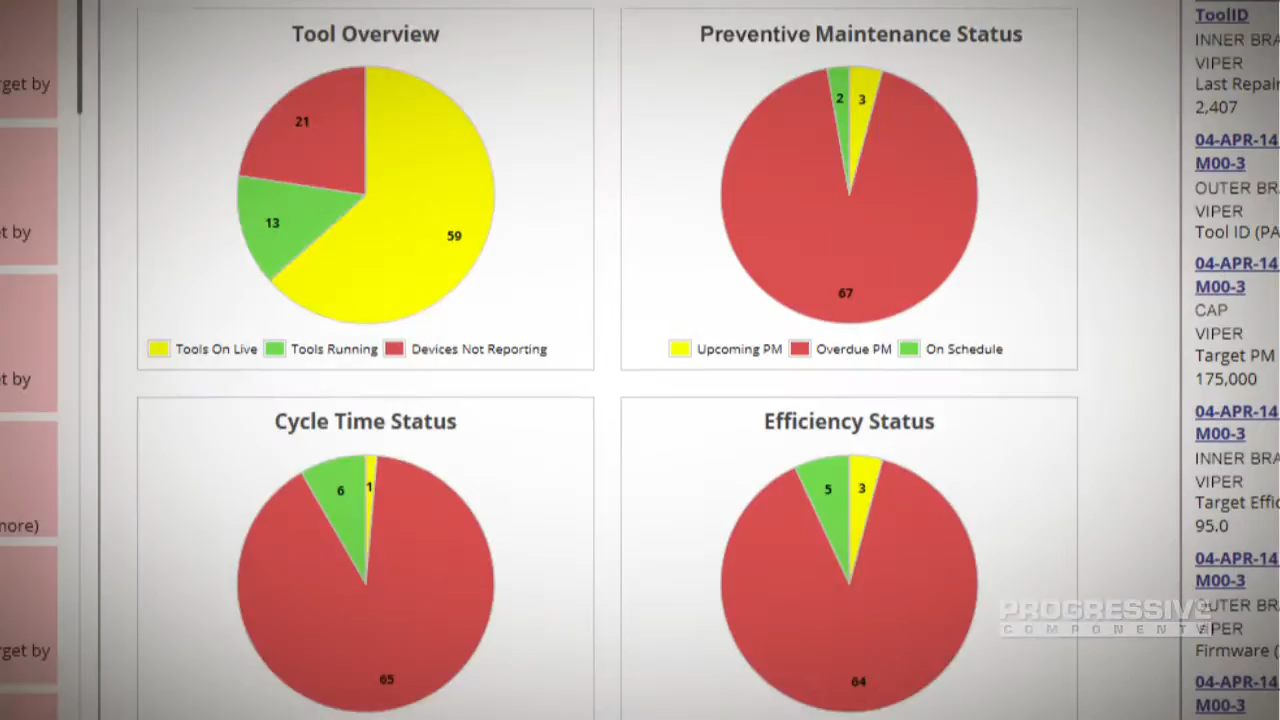 rget by
t by
t by
more)
rget by
Tool Overview
21
13
59
Tools On Live Tools Running Devices Not Reporting
Preventive Maintenance Status
2 3
67
Upcoming PM Overdue PM On Schedule
Cycle Time Status
6 1
65
Efficiency Status
5 3
64
ToolID
INNER BRA
VIPER
Last Repair
2,407
04-APR-14
M00-3
OUTER BR
VIPER
Tool ID (PA
04-APR-14
M00-3
CAP
VIPER
Target PM
175,000
04-APR-14
M00-3
INNER BRA
VIPER
Target Effic
95.0
04-APR-14
M00-3
OUTER BR
VIPER
Firmware (
04-APR-14
M00-3
PROGRESSIVE
COMPONENTS